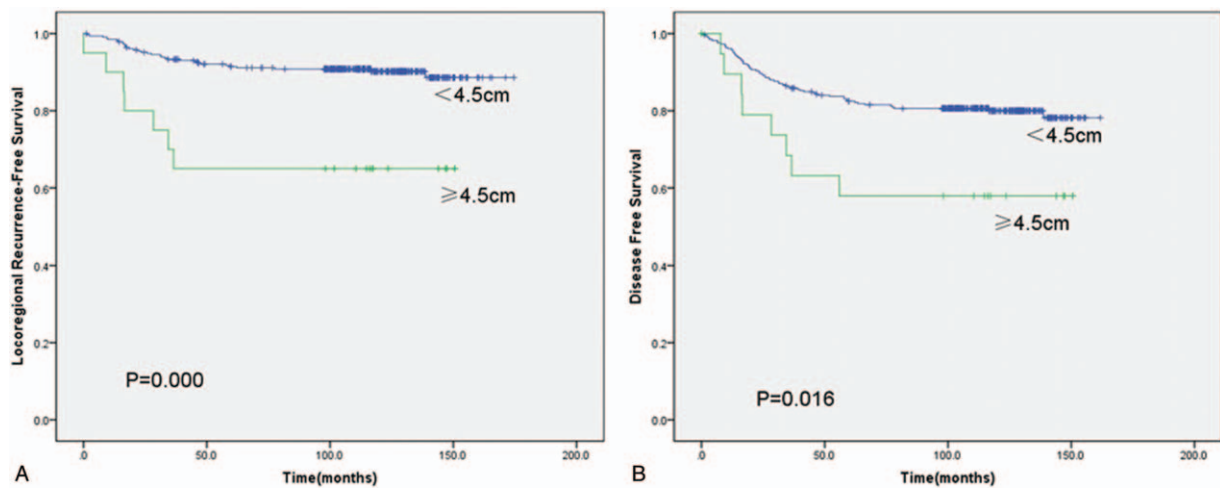 1.0
0.8
0.6
0.4
0.2
0.0
Locoregional Recurrence-Free Survival
<4.5cm
⩾4.5cm
P=0.000
.0 50.0 100.0 150.0 200.0
Time(months)
A
1.0
0.8
0.6
0.4
0.2
0.0
Disease Free Survival
<4.5cm
⩾4.5cm
P=0.016
.0 50.0 100.0 150.0 200.0
Time(months)
B